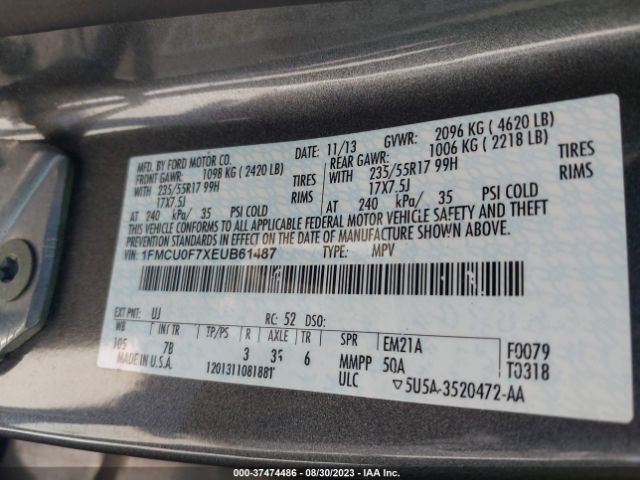 MFD. BY FORD MOTOR CO.
DATE: 11/13 GVWR: 2096 KG ( 4620 LB)
FRONT GAWR: 1098 KG ( 2420 LB) REAR GAWR: 1006 KG ( 2218 LB)
WITH 235/55R17 99H TIRES WITH 235/55R17 99H TIRES
17X7.5J RIMS 17X7.5J RIMS
AT 240 kPa/ 35 PSI COLD AT 240 kPa/ 35 PSI COLD
THIS VEHICLE CONFORMS TO ALL APPLICABLE FEDERAL MOTOR VEHICLE SAFETY AND THEFT
PREVENTION STANDARDS IN EFFECT ON THE DATE OF MANUFACTURE SHOWN ABOVE.
VIN: 1FMCU0F7XEUB61487 TYPE: MPV
EXT PNT: UJ RC: 52 DSO:
WB INT TR TP/PS R AXLE TR SPR EM21A F0079
105 7B 3 35 6 MMPP 50A T0318
MADE IN U.S.A. ULC 5U5A-3520472-AA
000-37474486 - 08/30/2023 - IAA Inc.